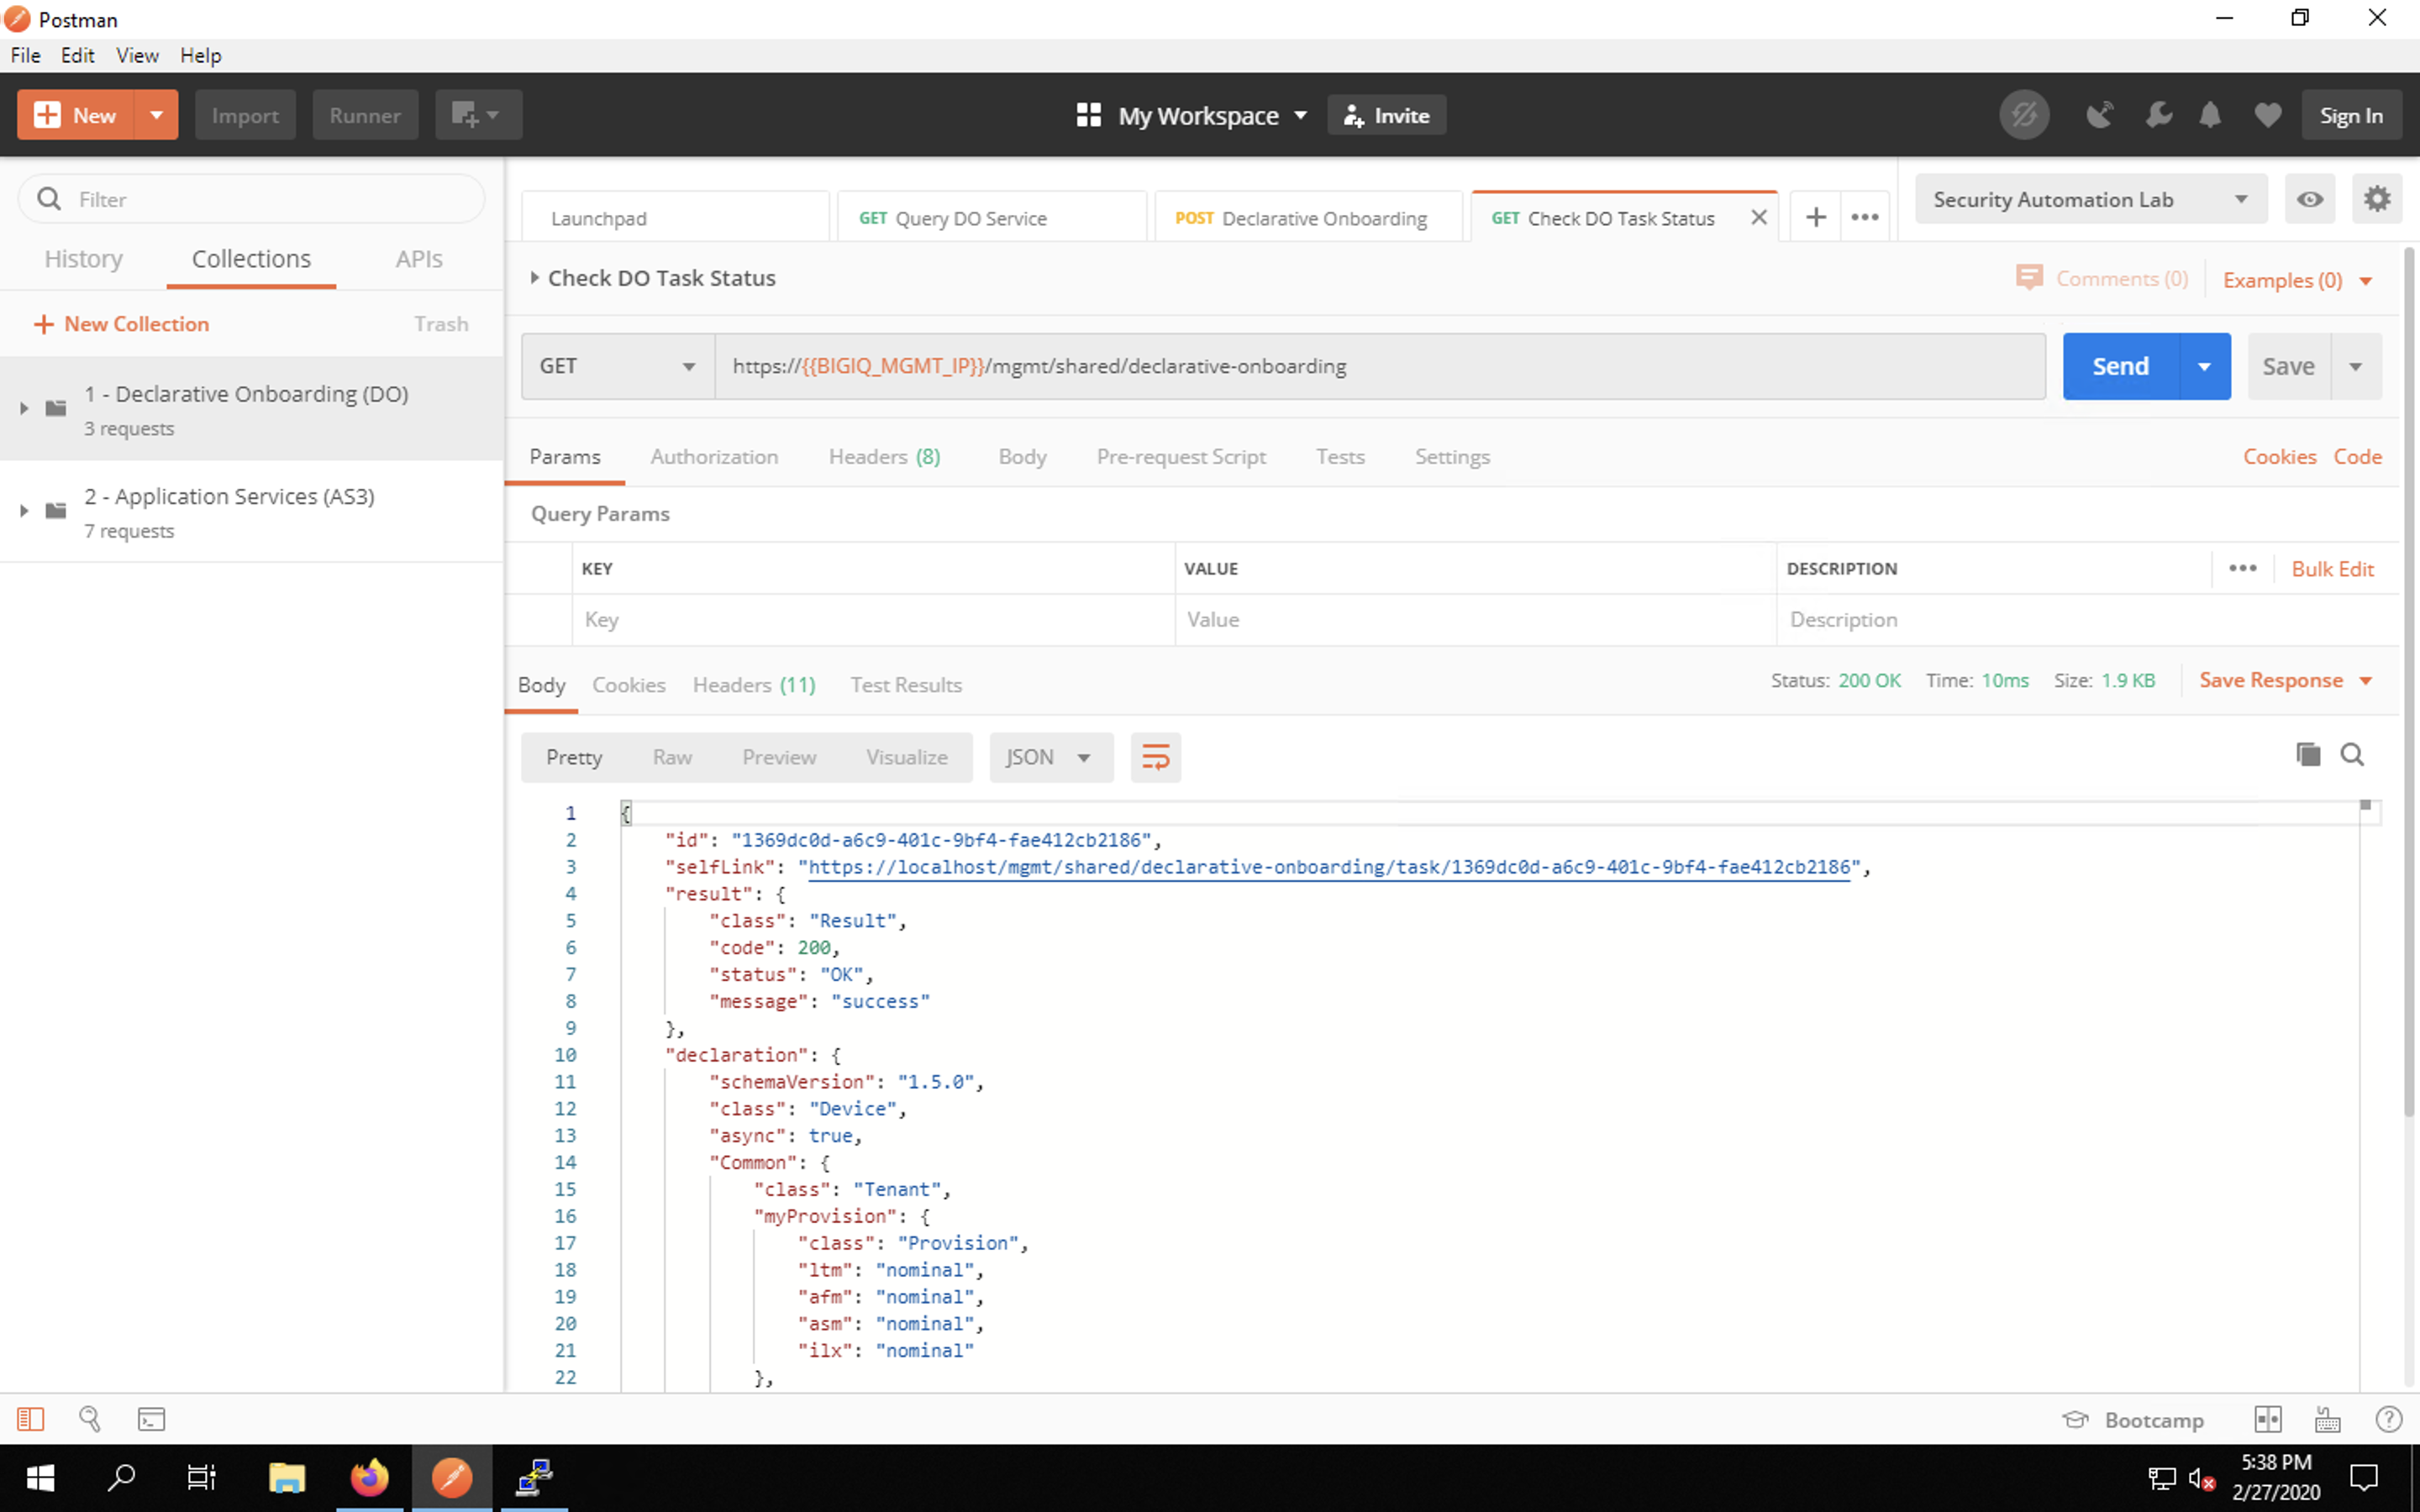 Postman
File Edit View Help
New Import Runner My Workspace Invite Sign In
Filter
History Collections APIs
New Collection Trash
1 - Declarative Onboarding (DO)
3 requests
2 - Application Services (AS3)
7 requests
Launchpad GET Query DO Service POST Declarative Onboarding GET Check DO Task Status Security Automation Lab
Check DO Task Status Comments (0) Examples (0)
GET https://{{BIGIQ_MGMT_IP}}/mgmt/shared/declarative-onboarding Send Save
Params Authorization Headers (8) Body Pre-request Script Tests Settings Cookies Code
Query Params
KEY VALUE DESCRIPTION Bulk Edit
Key Value Description
Body Cookies Headers (11) Test Results Status: 200 OK Time: 10ms Size: 1.9 KB Save Response
Pretty Raw Preview Visualize JSON
1 {
2 "id": "1369dc0d-a6c9-401c-9bf4-fae412cb2186",
3 "selfLink": "https://localhost/mgmt/shared/declarative-onboarding/task/1369dc0d-a6c9-401c-9bf4-fae412cb2186",
4 "result": {
5 "class": "Result",
6 "code": 200,
7 "status": "OK",
8 "message": "success"
9 },
10 "declaration": {
11 "schemaVersion": "1.5.0",
12 "class": "Device",
13 "async": true,
14 "Common": {
15 "class": "Tenant",
16 "myProvision": {
17 "class": "Provision",
18 "ltm": "nominal",
19 "afm": "nominal",
20 "asm": "nominal",
21 "ilx": "nominal"
22 },
Bootcamp
5:38 PM
2/27/2020